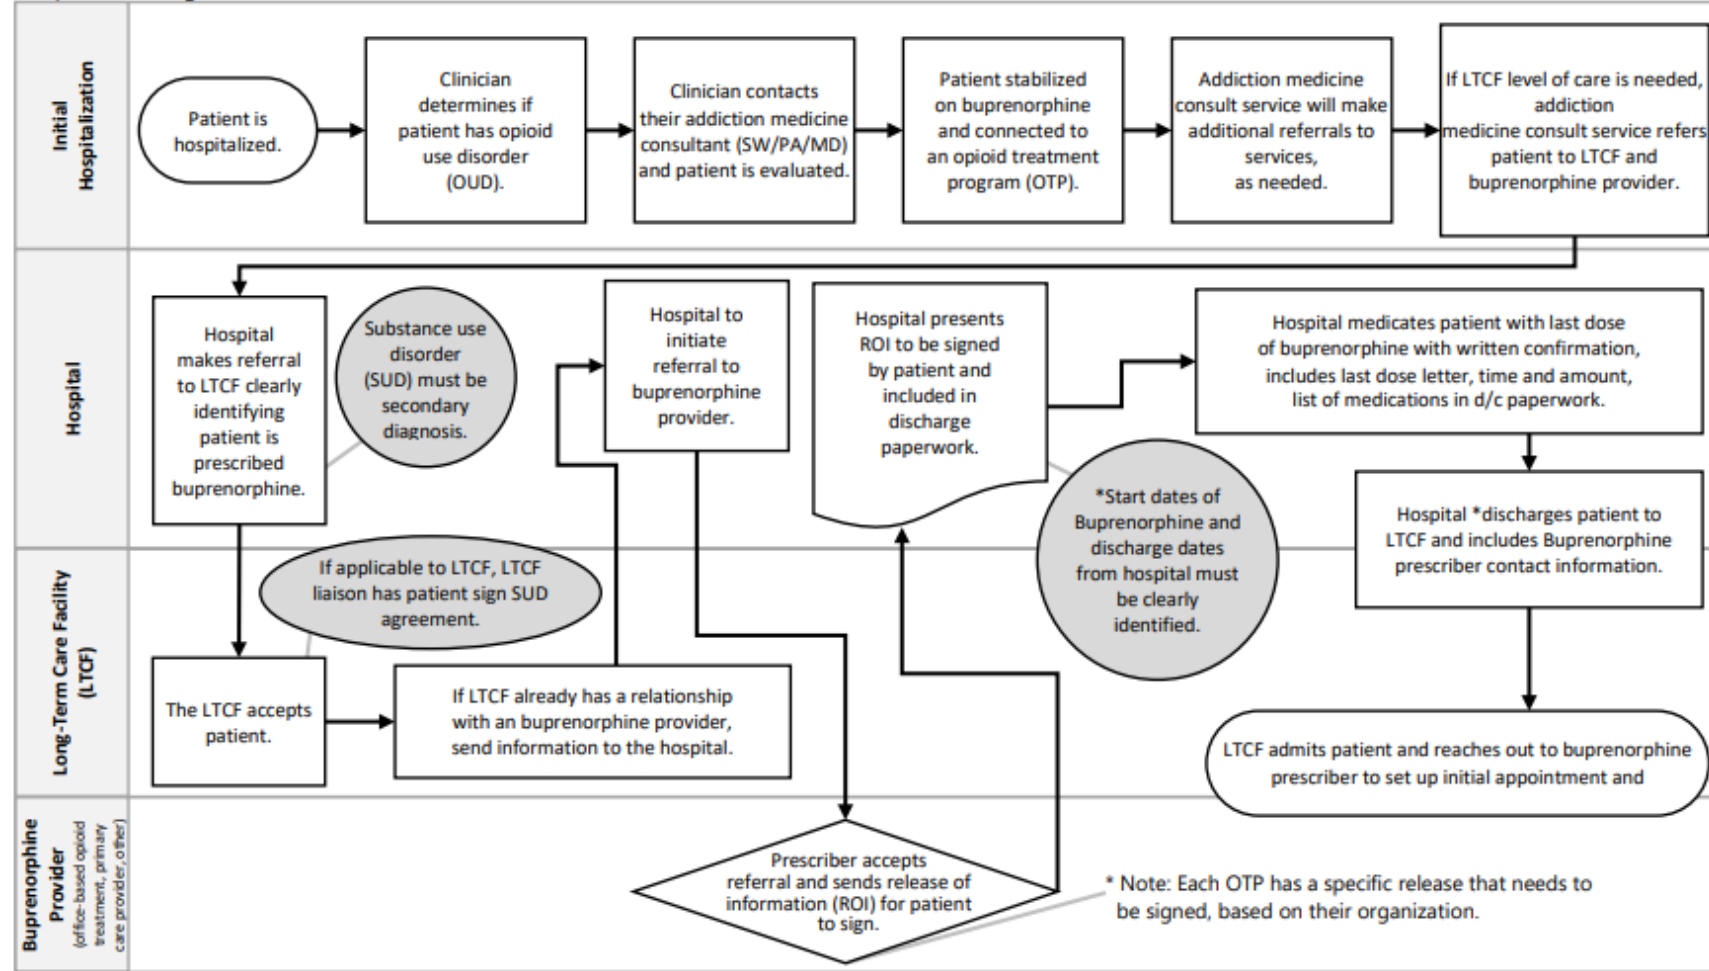 Initial
Hospitalization
Patient is
hospitalized.
Clinician
determines if
patient has opioid
use disorder
(OUD).
Clinician contacts
their addiction medicine
consultant (SW/PA/MD)
and patient is evaluated.
Patient stabilized
on buprenorphine
and connected to
an opioid treatment
program (OTP).
Addiction medicine
consult service will make
additional referrals to
services,
as needed.
If LTCF level of care is needed,
addiction
medicine consult service refers
patient to LTCF and
buprenorphine provider.
Hospital
Hospital
makes referral
to LTCF clearly
identifying
patient is
prescribed
buprenorphine.
Substance use
disorder
(SUD) must be
secondary
diagnosis.
Hospital to
initiate
referral to
buprenorphine
provider.
Hospital presents
ROI to be signed
by patient and
included in
discharge
paperwork.
Hospital medicates patient with last dose
of buprenorphine with written confirmation,
includes last dose letter, time and amount,
list of medications in d/c paperwork.
*Start dates of
Buprenorphine and
discharge dates
from hospital must
be clearly
identified.
Hospital *discharges patient to
LTCF and includes Buprenorphine
prescriber contact information.
Long-Term Care Facility
(LTCF)
If applicable to LTCF, LTCF
liaison has patient sign SUD
agreement.
The LTCF accepts
patient.
If LTCF already has a relationship
with an buprenorphine provider,
send information to the hospital.
LTCF admits patient and reaches out to buprenorphine
prescriber to set up initial appointment and
Buprenorphine
Provider
(office-based opioid
treatment, primary
care provider, other)
Prescriber accepts
referral and sends release of
information (ROI) for patient
to sign.
* Note: Each OTP has a specific release that needs to
be signed, based on their organization.